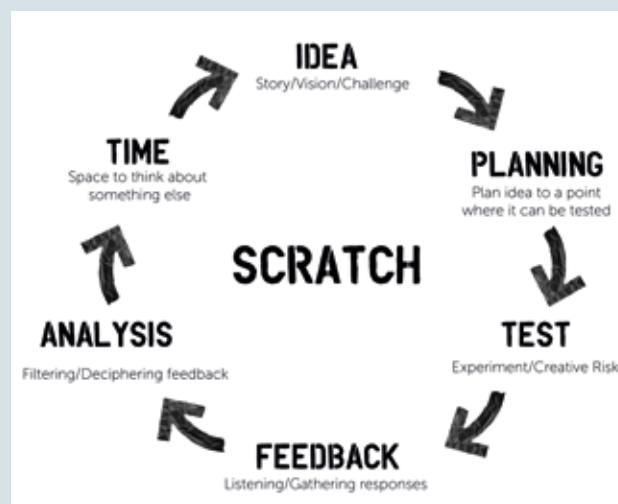 IDEA
Story/Vision/Challenge
TIME
Space to think about
something else
PLANNING
Plan idea to a point
where it can be tested
SCRATCH
ANALYSIS
Filtering/Deciphering feedback
TEST
Experiment/Creative Risk
FEEDBACK
Listening/Gathering responses